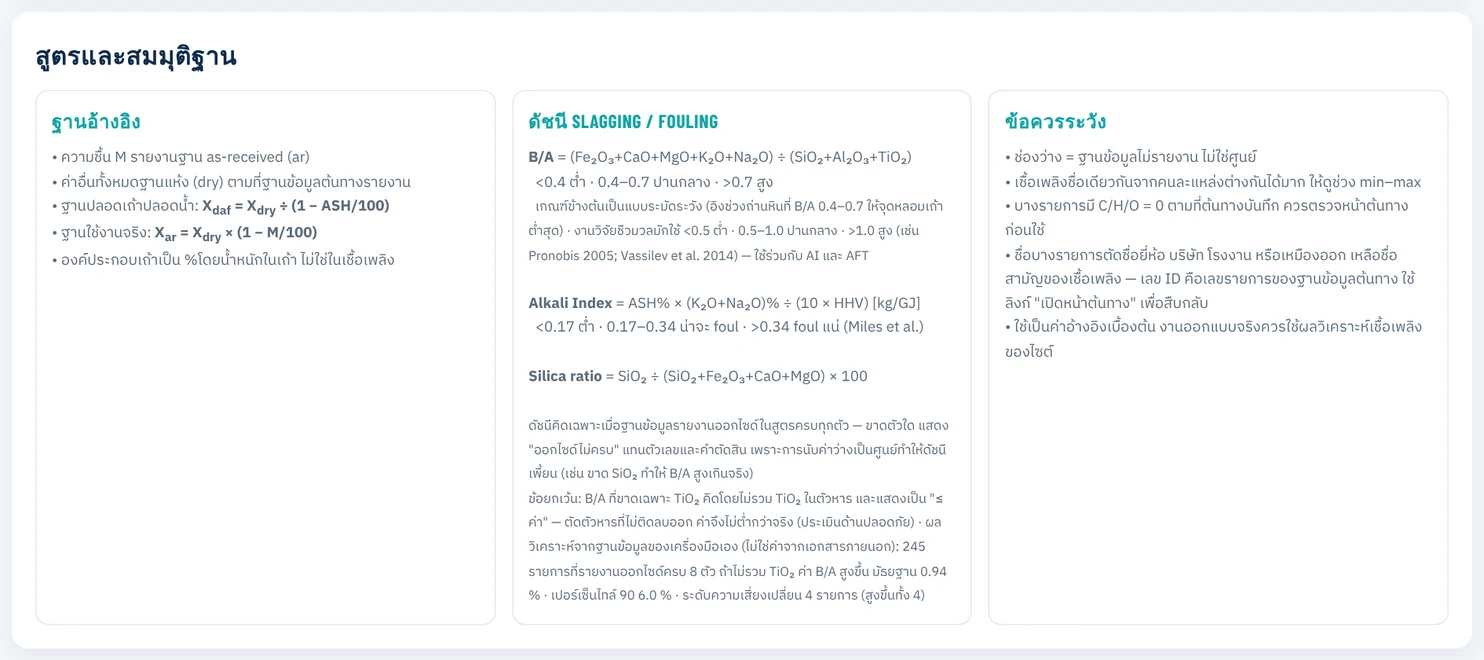 สูตรและสมมุติฐาน
ฐานอ้างอิง
• ความชื้น M รายงานฐาน as-received (ar)
• ค่าอื่นทั้งหมดฐานแห้ง (dry) ตามที่ฐานข้อมูลต้นทางรายงาน
• ฐานปลอดเถ้าปลอดน้ำ: Xdaf = Xdry ÷ (1 − ASH/100)
• ฐานใช้งานจริง: Xar = Xdry × (1 − M/100)
• องค์ประกอบเถ้าเป็น %โดยน้ำหนักในเถ้า ไม่ใช่ในเชื้อเพลิง
ดัชนี SLAGGING / FOULING
B/A = (Fe₂O₃+CaO+MgO+K₂O+Na₂O) ÷ (SiO₂+Al₂O₃+TiO₂)
<0.4 ต่ำ · 0.4–0.7 ปานกลาง · >0.7 สูง
เกณฑ์ข้างต้นเป็นแบบระมัดระวัง (อิงช่วงถ่านหินที่ B/A 0.4–0.7 ให้จุดหลอมเถ้า
ต่ำสุด) · งานวิจัยชีวมวลมักใช้ <0.5 ต่ำ · 0.5–1.0 ปานกลาง · >1.0 สูง (เช่น
Pronobis 2005; Vassilev et al. 2014) — ใช้ร่วมกับ AI และ AFT
Alkali Index = ASH% × (K₂O+Na₂O)% ÷ (10 × HHV) [kg/GJ]
<0.17 ต่ำ · 0.17–0.34 น่าจะ foul · >0.34 foul แน่ (Miles et al.)
Silica ratio = SiO₂ ÷ (SiO₂+Fe₂O₃+CaO+MgO) × 100
ดัชนีคิดเฉพาะเมื่อฐานข้อมูลรายงานออกไซด์ในสูตรครบทุกตัว — ขาดตัวใด แสดง
"ออกไซด์ไม่ครบ" แทนตัวเลขและคำตัดสิน เพราะการนับค่าว่างเป็นศูนย์ทำให้ดัชนี
เพี้ยน (เช่น ขาด SiO₂ ทำให้ B/A สูงเกินจริง)
ข้อยกเว้น: B/A ที่ขาดเฉพาะ TiO₂ คิดโดยไม่รวม TiO₂ ในตัวหาร และแสดงเป็น "≤
ค่า" — ตัดตัวหารที่ไม่ติดลบออก ค่าจึงไม่ต่ำกว่าจริง (ประเมินด้านปลอดภัย) · ผล
วิเคราะห์จากฐานข้อมูลของเครื่องมือเอง (ไม่ใช่ค่าจากเอกสารภายนอก): 245
รายการที่รายงานออกไซด์ครบ 8 ตัว ถ้าไม่รวม TiO₂ ค่า B/A สูงขึ้น มัธยฐาน 0.94
% · เปอร์เซ็นไทล์ 90 6.0 % · ระดับความเสี่ยงเปลี่ยน 4 รายการ (สูงขึ้นทั้ง 4)
ข้อควรระวัง
• ช่องว่าง = ฐานข้อมูลไม่รายงาน ไม่ใช่ศูนย์
• เชื้อเพลิงชื่อเดียวกันจากคนละแหล่งต่างกันได้มาก ให้ดูช่วง min–max
• บางรายการมี C/H/O = 0 ตามที่ต้นทางบันทึก ควรตรวจหน้าต้นทาง
ก่อนใช้
• ชื่อบางรายการตัดชื่อยี่ห้อ บริษัท โรงงาน หรือเหมืองออก เหลือชื่อ
สามัญของเชื้อเพลิง — เลข ID คือเลขรายการของฐานข้อมูลต้นทาง ใช้
ลิงก์ "เปิดหน้าต้นทาง" เพื่อสืบกลับ
• ใช้เป็นค่าอ้างอิงเบื้องต้น งานออกแบบจริงควรใช้ผลวิเคราะห์เชื้อเพลิง
ของไซต์